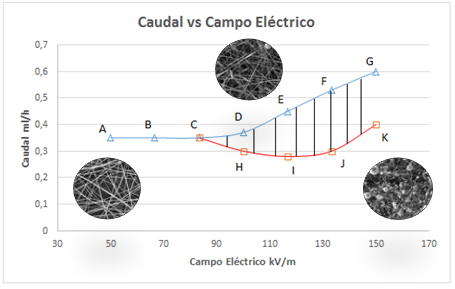 Caudal vs Campo Eléctrico
0,7
0,6
0,5
0,4
0,3
0,2
0,1
0
Caudal ml/h
A
B
C
D
E
F
G
H
I
J
K
30
50
70
90
110
130
150
170
Campo Eléctrico kV/m